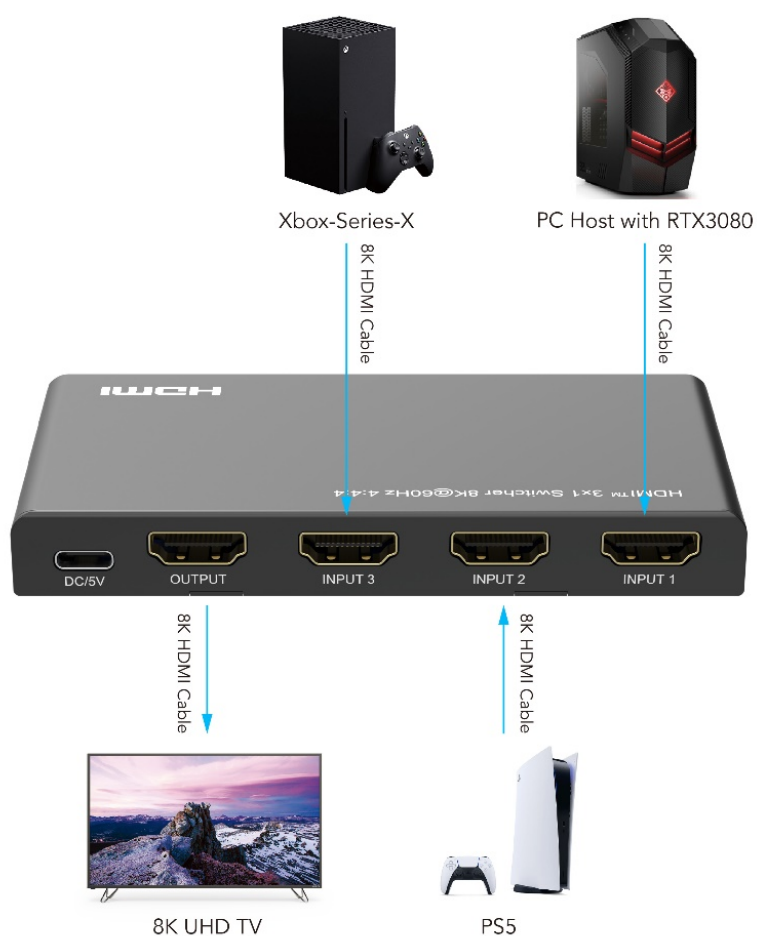 Xbox-Series-X
PC Host with RTX3080
8K HDMI Cable
8K HDMI Cable
HDMI
HDMI™ 3x1 Switcher 8K@60Hz 4:4:4
DC/5V
OUTPUT
INPUT 3
INPUT 2
INPUT 1
8K HDMI Cable
8K HDMI Cable
8K UHD TV
PS5